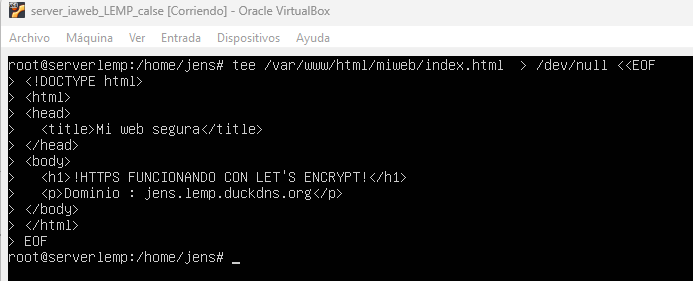 server_iaweb_LEMP_calse [Corriendo] - Oracle VirtualBox
Archivo Máquina Ver Entrada Dispositivos Ayuda
root@serverlemp:/home/jens# tee /var/www/html/miweb/index.html  > /dev/null <<EOF
> <!DOCTYPE html>
> <html>
> <head>
>   <title>Mi web segura</title>
> </head>
> <body>
>   <h1>!HTTPS FUNCIONANDO CON LET'S ENCRYPT!</h1>
>   <p>Dominio : jens.lemp.duckdns.org</p>
> </body>
> </html>
> EOF
root@serverlemp:/home/jens# _